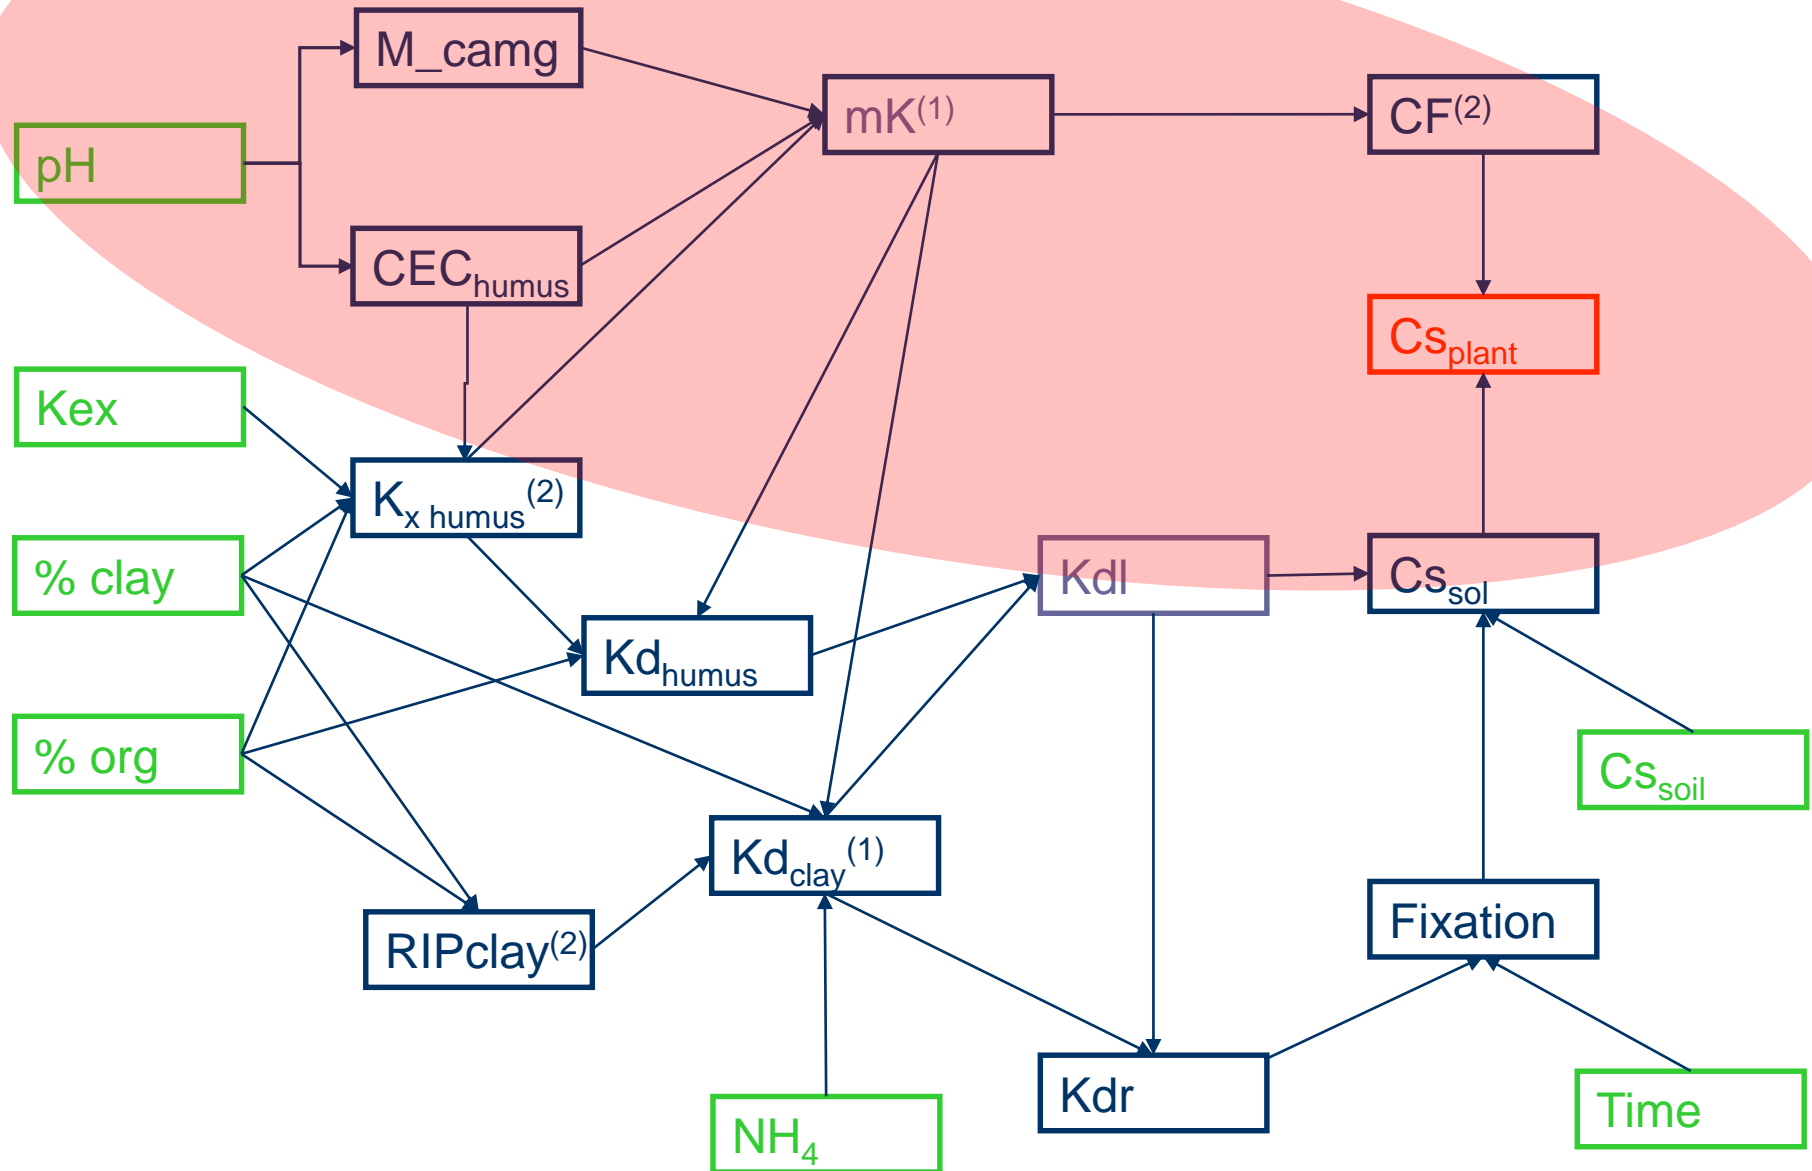 M_camg
mK(1)
CF(2)
pH
CEChumus
Csplant
Kex
Kx humus(2)
% clay
Kdl
Cssol
Kdhumus
% org
Cssoil
Kdclay(1)
RIPclay(2)
Fixation
Kdr
Time
NH4